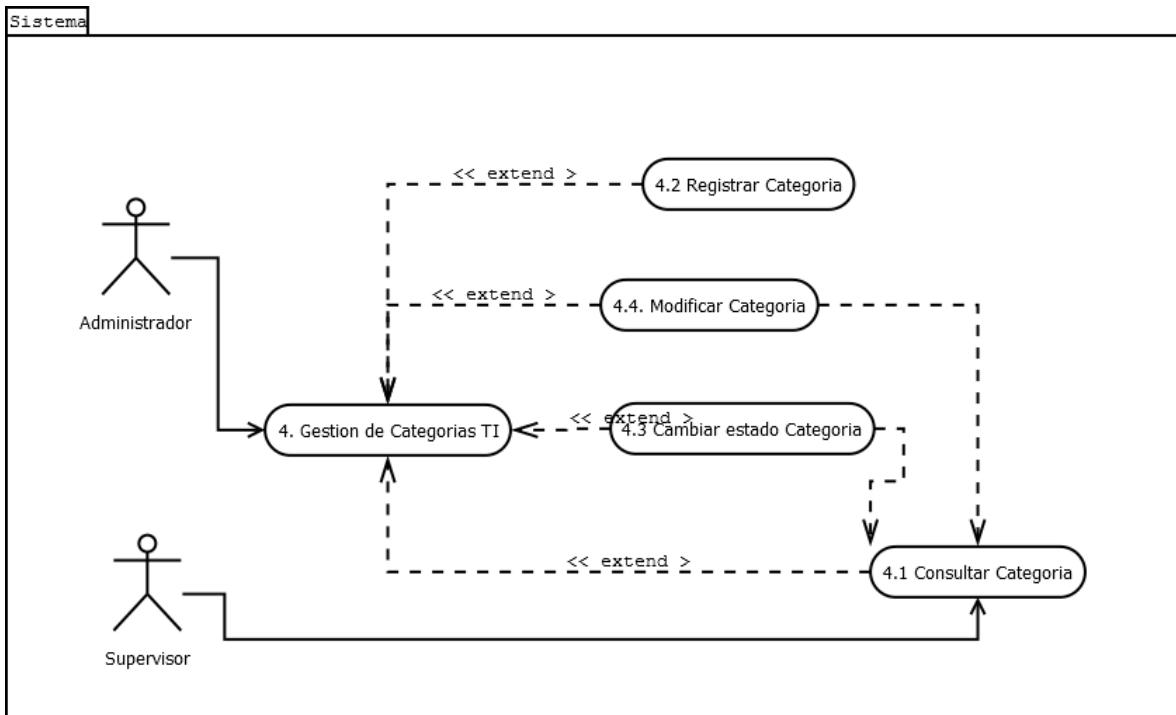 Sistema
<< extend >
4.2 Registrar Categoria
<< extend >
4.4. Modificar Categoria
Administrador
<< extend >
4. Gestion de Categorias TI
4.3 Cambiar estado Categoria
<< extend >
4.1 Consultar Categoria
Supervisor